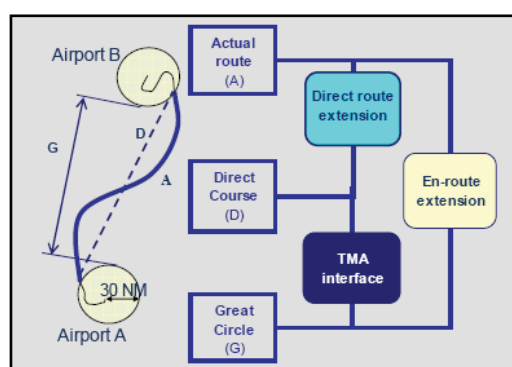 Airport B
G
D
A
30 NM
Airport A
Actual
route
(A)
Direct route
extension
Direct
Course
(D)
En-route
extension
TMA
interface
Great
Circle
(G)